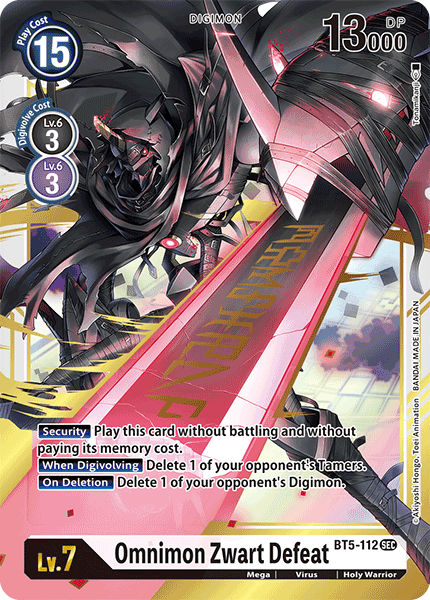 Play Cost
15
DIGIMON
13000
DP
Digivolve Cost
Lv.6
3
Lv.6
3
Tonamikanji
Security Play this card without battling and without
paying its memory cost.
When Digivolving Delete 1 of your opponent's Tamers.
On Deletion Delete 1 of your opponent's Digimon.
©Akiyoshi Hongo, Toei Animation BANDAI MADE IN JAPAN
Lv.7
Omnimon Zwart Defeat
BT5-112 SEC
Mega | Virus | Holy Warrior